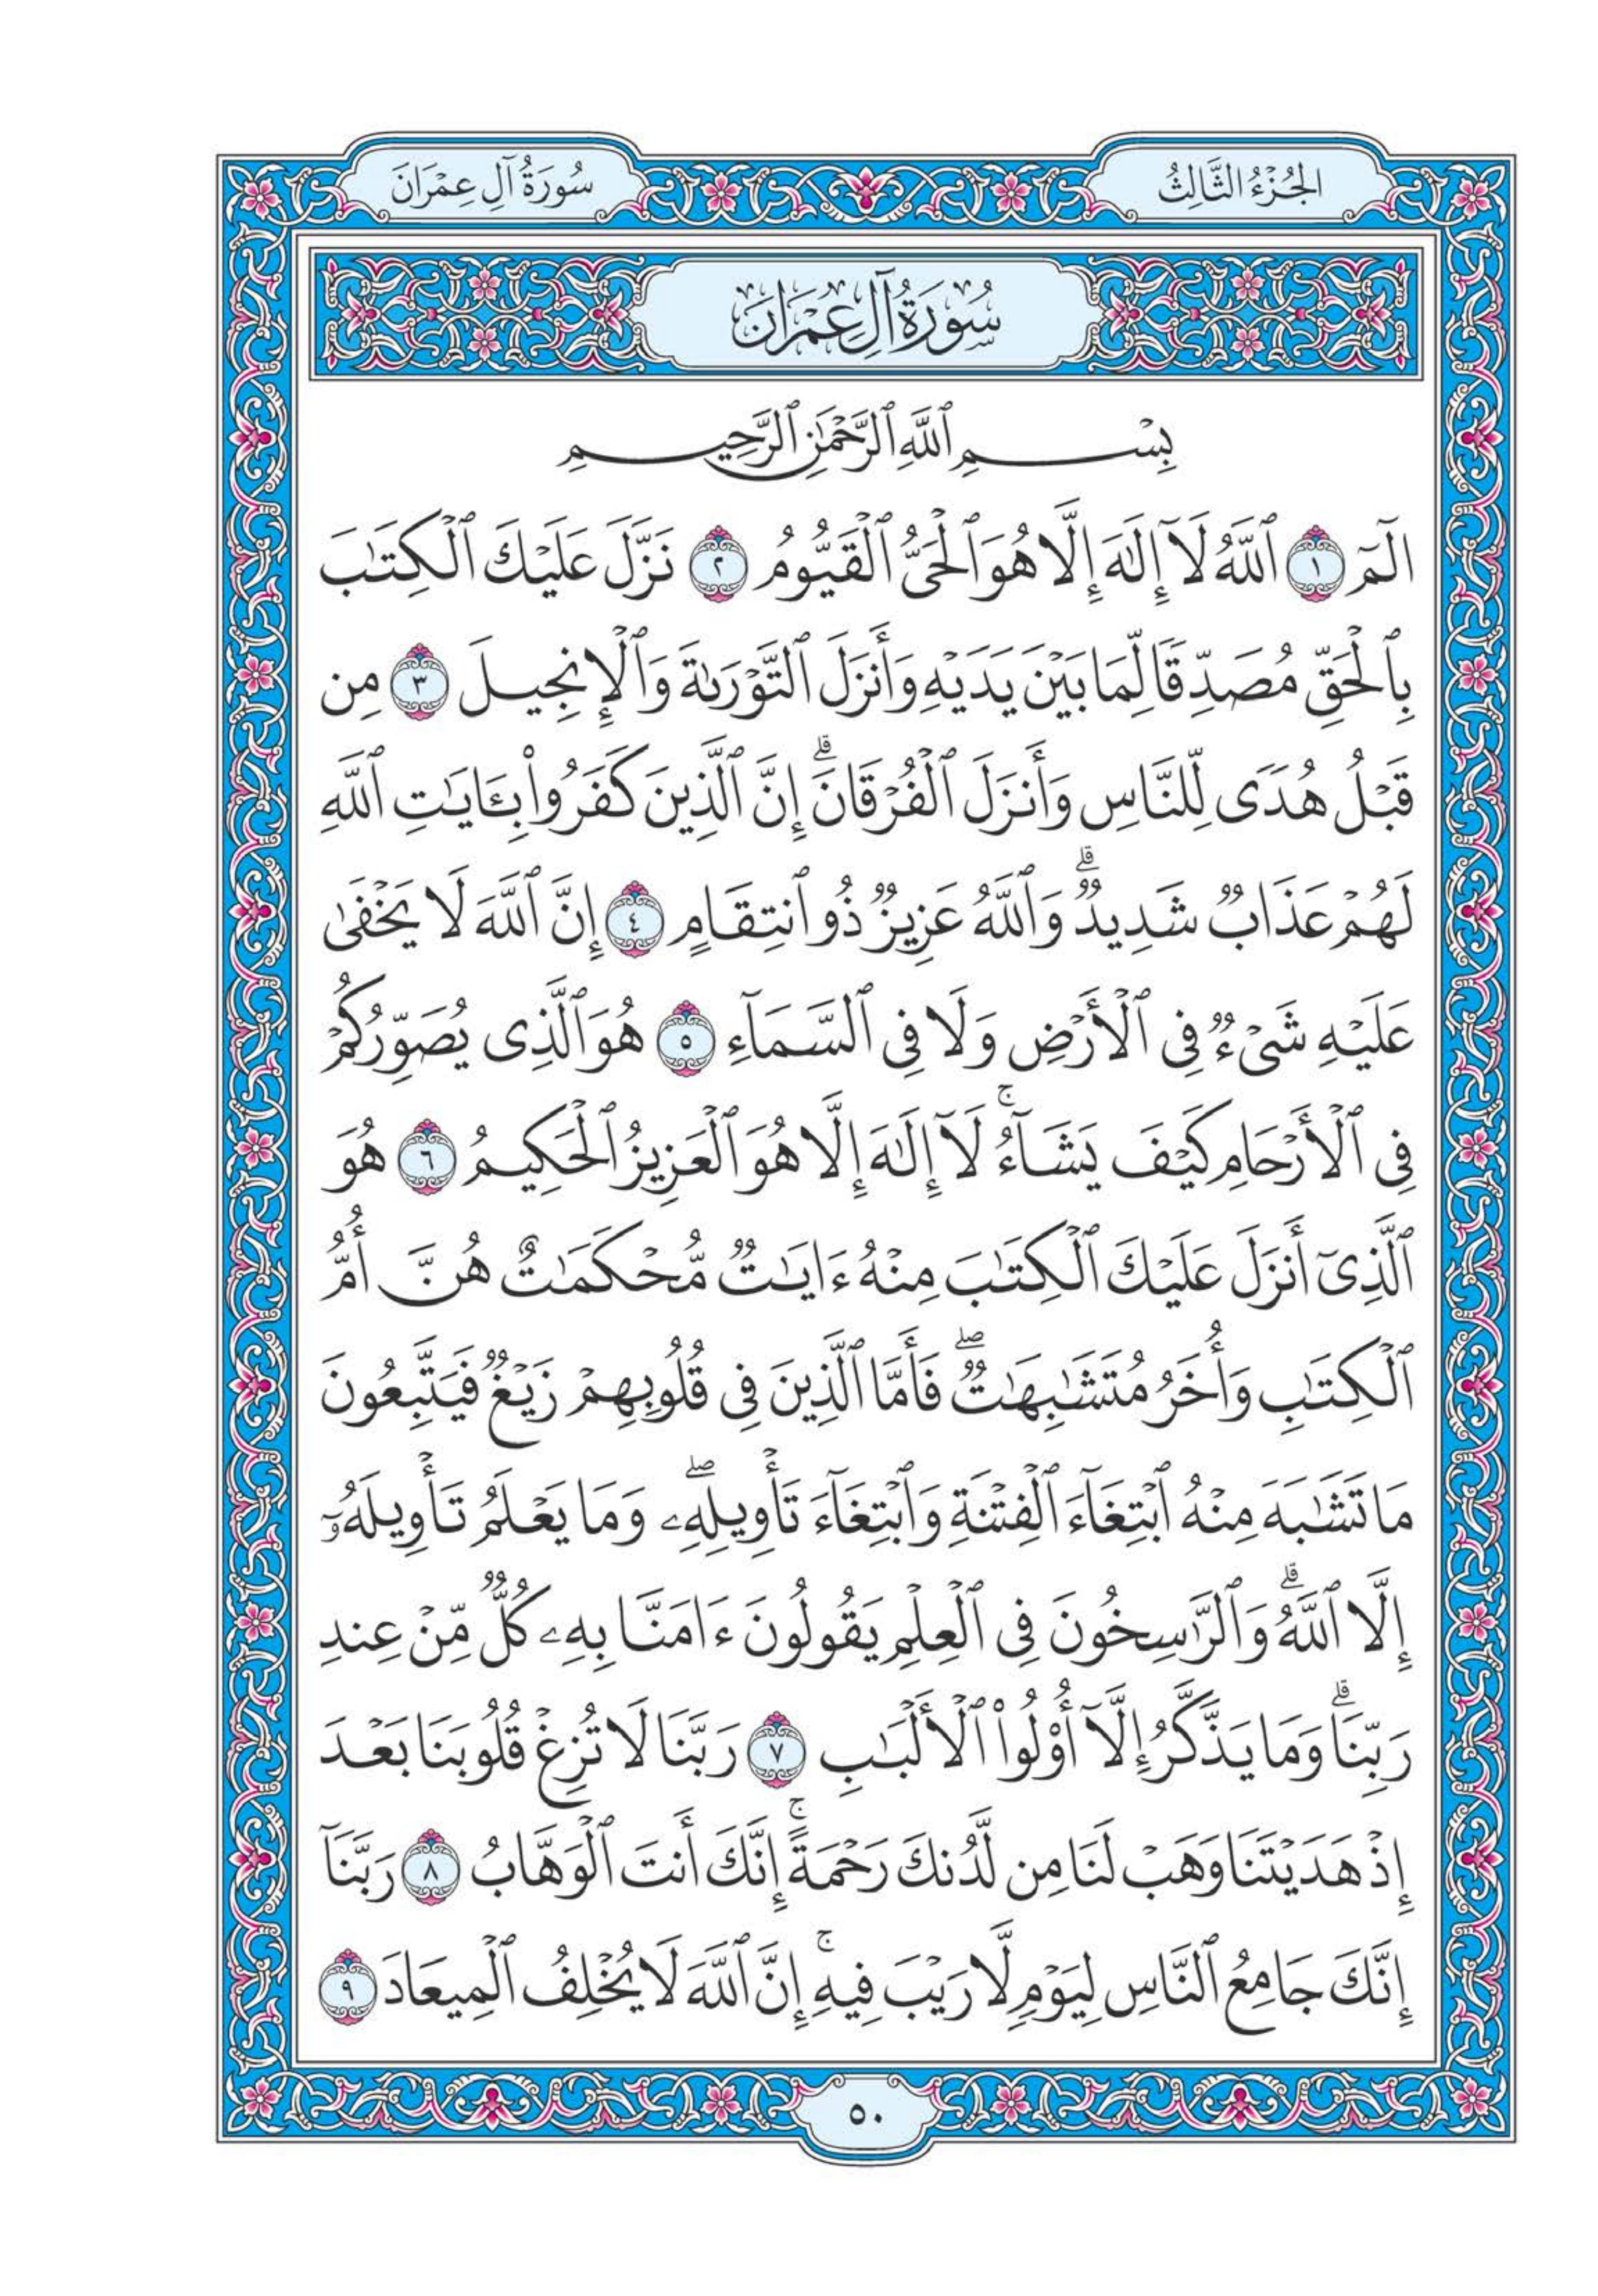 الجُزْءُ الثَّالِثُ
سُورَةُ آلِ عِمْرَانَ
سُورَةُ آلِ عِمْرَانَ
بِسْمِ ٱللَّهِ ٱلرَّحْمَٰنِ ٱلرَّحِيمِ
الٓمٓ ١ ٱللَّهُ لَآ إِلَٰهَ إِلَّا هُوَ ٱلْحَىُّ ٱلْقَيُّومُ ٢ نَزَّلَ عَلَيْكَ ٱلْكِتَٰبَ
بِٱلْحَقِّ مُصَدِّقًا لِّمَا بَيْنَ يَدَيْهِ وَأَنزَلَ ٱلتَّوْرَىٰةَ وَٱلْإِنجِيلَ ٣ مِن
قَبْلُ هُدًى لِّلنَّاسِ وَأَنزَلَ ٱلْفُرْقَانَ ۗ إِنَّ ٱلَّذِينَ كَفَرُوا۟ بِـَٔايَٰتِ ٱللَّهِ
لَهُمْ عَذَابٌ شَدِيدٌ ۗ وَٱللَّهُ عَزِيزٌ ذُو ٱنتِقَامٍ ٤ إِنَّ ٱللَّهَ لَا يَخْفَىٰ
عَلَيْهِ شَىْءٌ فِى ٱلْأَرْضِ وَلَا فِى ٱلسَّمَآءِ ٥ هُوَ ٱلَّذِى يُصَوِّرُكُمْ
فِى ٱلْأَرْحَامِ كَيْفَ يَشَآءُ ۚ لَآ إِلَٰهَ إِلَّا هُوَ ٱلْعَزِيزُ ٱلْحَكِيمُ ٦ هُوَ
ٱلَّذِىٓ أَنزَلَ عَلَيْكَ ٱلْكِتَٰبَ مِنْهُ ءَايَٰتٌ مُّحْكَمَٰتٌ هُنَّ أُمُّ
ٱلْكِتَٰبِ وَأُخَرُ مُتَشَٰبِهَٰتٌ ۖ فَأَمَّا ٱلَّذِينَ فِى قُلُوبِهِمْ زَيْغٌ فَيَتَّبِعُونَ
مَا تَشَٰبَهَ مِنْهُ ٱبْتِغَآءَ ٱلْفِتْنَةِ وَٱبْتِغَآءَ تَأْوِيلِهِۦ ۖ وَمَا يَعْلَمُ تَأْوِيلَهُۥٓ
إِلَّا ٱللَّهُ ۗ وَٱلرَّٰسِخُونَ فِى ٱلْعِلْمِ يَقُولُونَ ءَامَنَّا بِهِۦ كُلٌّ مِّنْ عِندِ
رَبِّنَا ۗ وَمَا يَذَّكَّرُ إِلَّآ أُو۟لُوا۟ ٱلْأَلْبَٰبِ ٧ رَبَّنَا لَا تُزِغْ قُلُوبَنَا بَعْدَ
إِذْ هَدَيْتَنَا وَهَبْ لَنَا مِن لَّدُنكَ رَحْمَةً ۚ إِنَّكَ أَنتَ ٱلْوَهَّابُ ٨ رَبَّنَآ
إِنَّكَ جَامِعُ ٱلنَّاسِ لِيَوْمٍ لَّا رَيْبَ فِيهِ ۚ إِنَّ ٱللَّهَ لَا يُخْلِفُ ٱلْمِيعَادَ ٩
٥٠